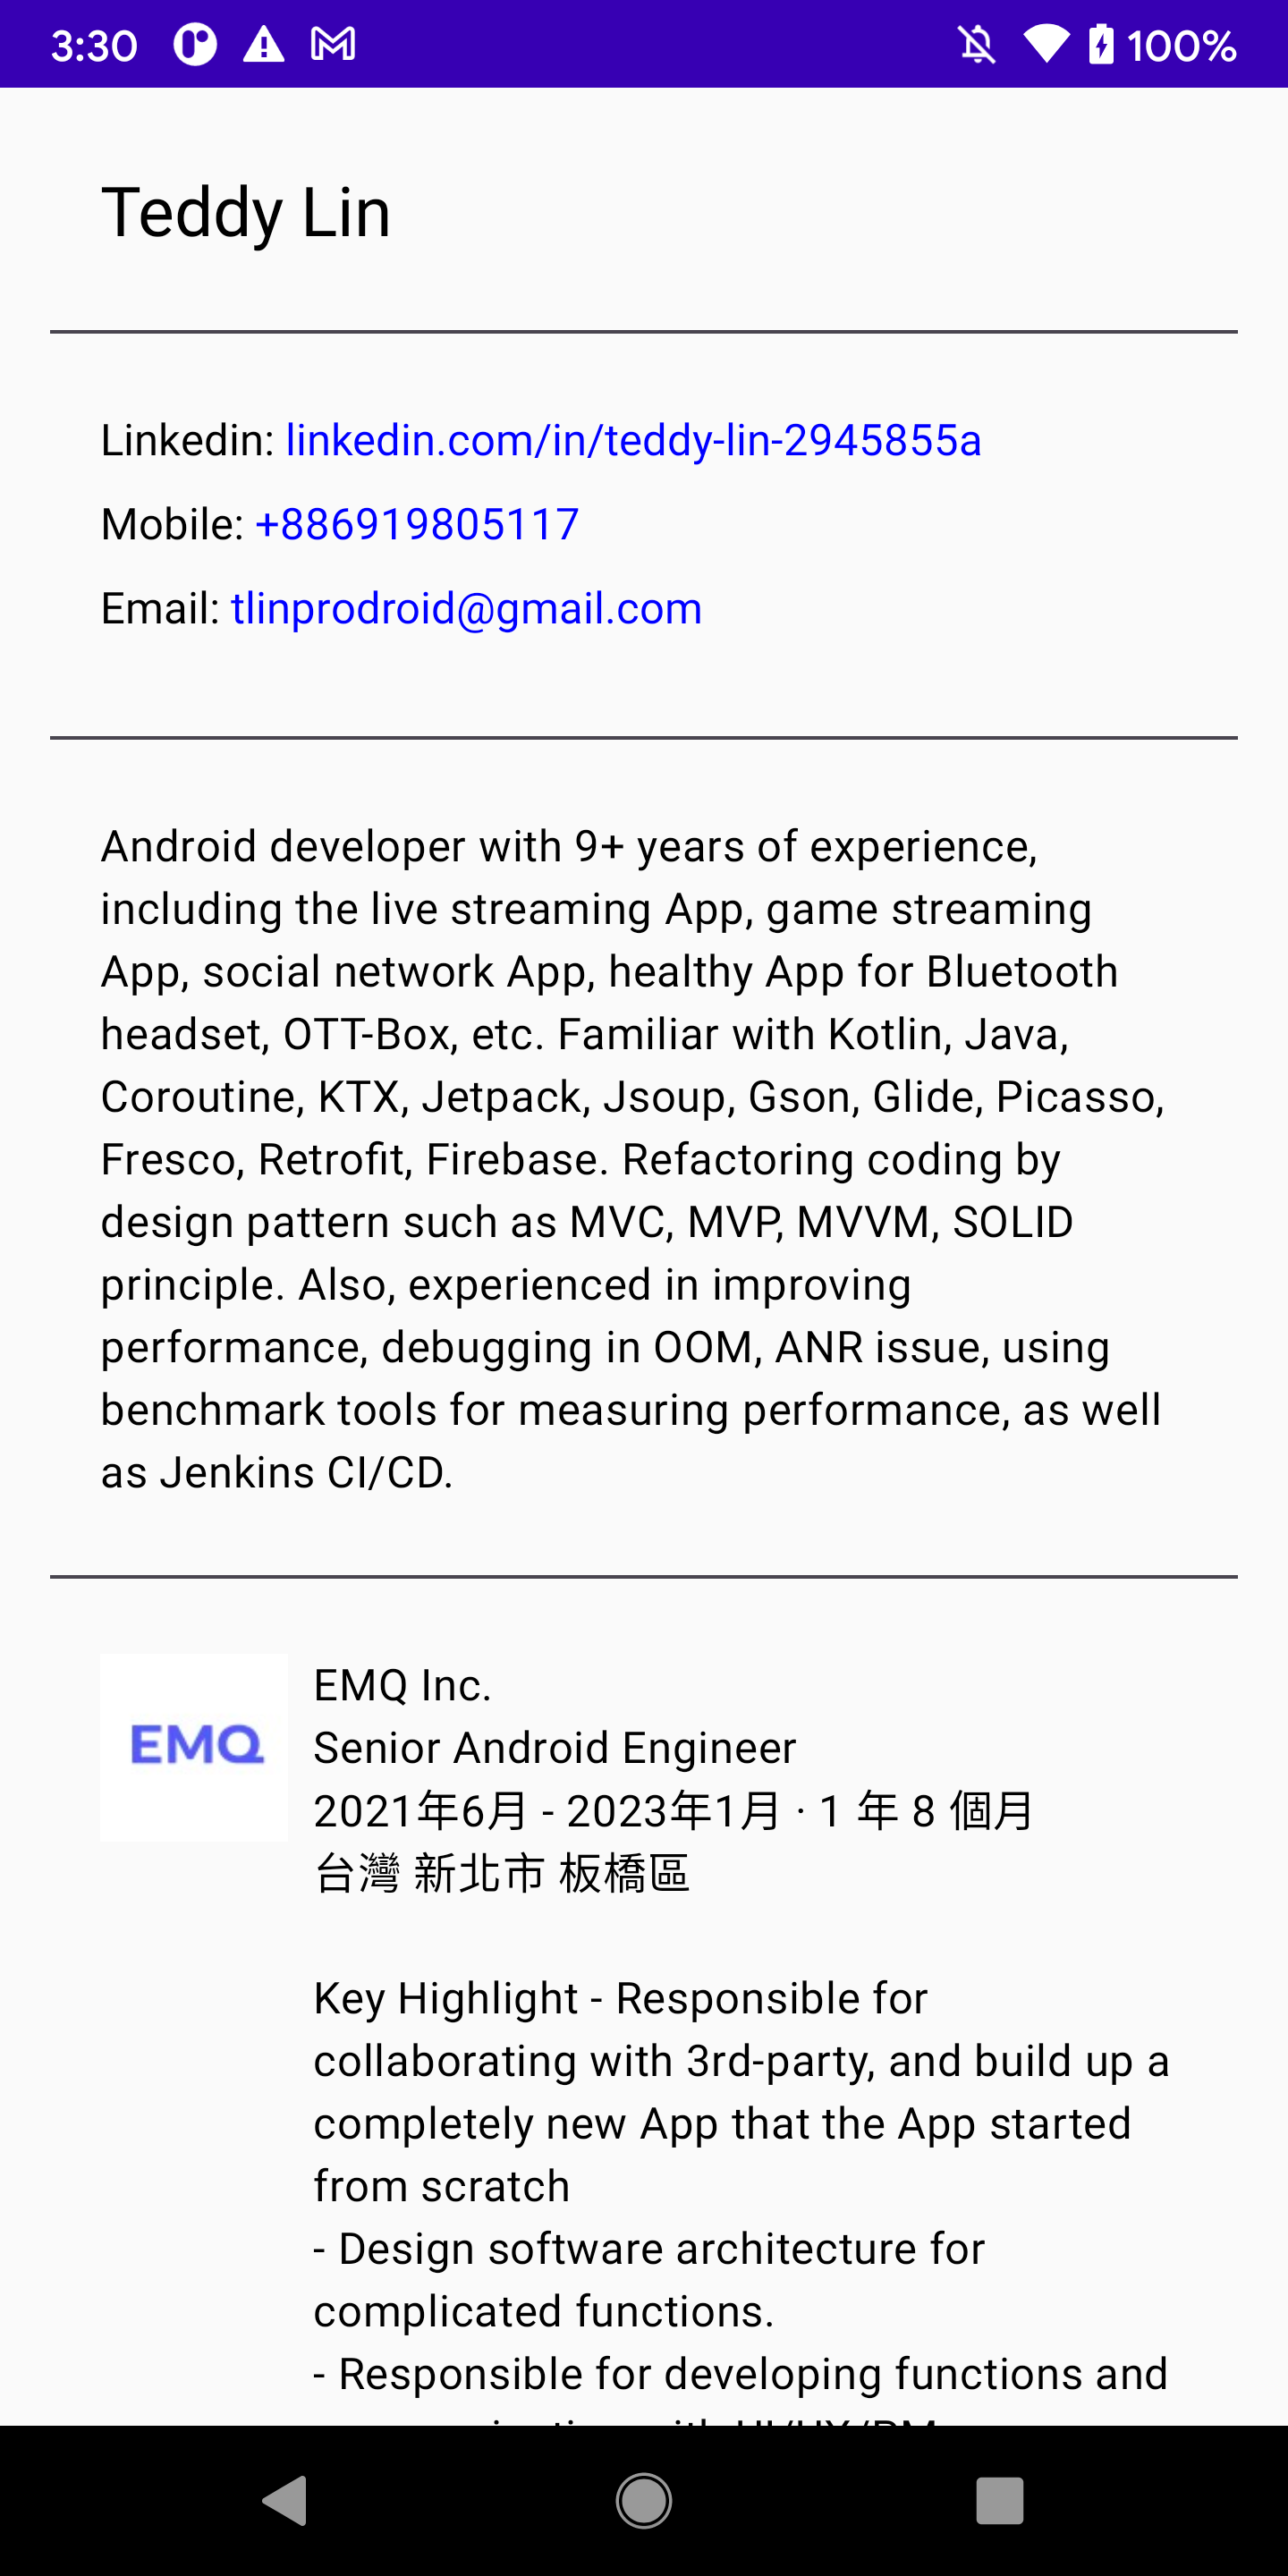 3:30
100%
Teddy Lin
Linkedin: linkedin.com/in/teddy-lin-2945855a
Mobile: +886919805117
Email: tlinprodroid@gmail.com
Android developer with 9+ years of experience,
including the live streaming App, game streaming
App, social network App, healthy App for Bluetooth
headset, OTT-Box, etc. Familiar with Kotlin, Java,
Coroutine, KTX, Jetpack, Jsoup, Gson, Glide, Picasso,
Fresco, Retrofit, Firebase. Refactoring coding by
design pattern such as MVC, MVP, MVVM, SOLID
principle. Also, experienced in improving
performance, debugging in OOM, ANR issue, using
benchmark tools for measuring performance, as well
as Jenkins CI/CD.
EMQ
EMQ Inc.
Senior Android Engineer
2021年6月 - 2023年1月 · 1 年 8 個月
台灣 新北市 板橋區
Key Highlight - Responsible for
collaborating with 3rd-party, and build up a
completely new App that the App started
from scratch
- Design software architecture for
complicated functions.
- Responsible for developing functions and